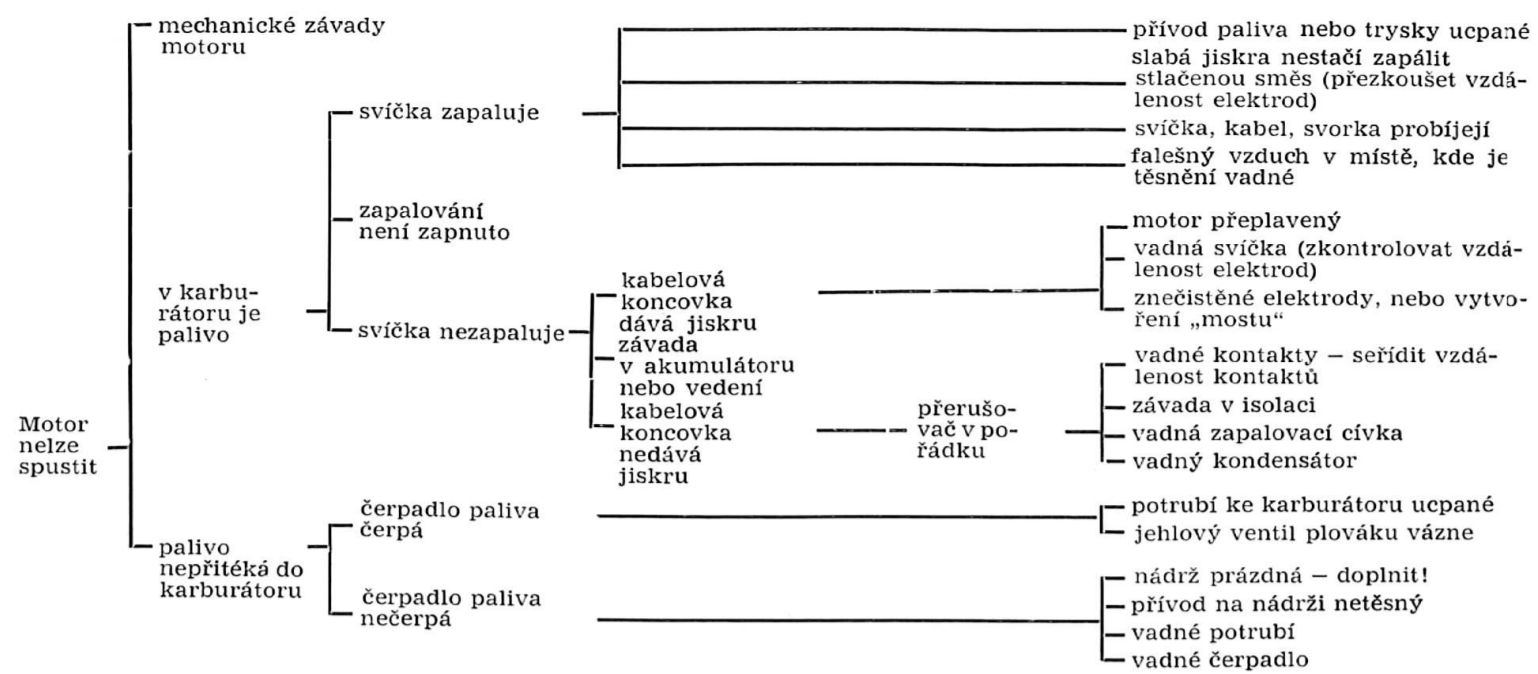 Motor
nelze
spustit
mechanické závady
motoru
v karbu-
rátoru je
palivo
svíčka zapaluje
přívod paliva nebo trysky ucpané
slabá jiskra nestačí zapálit
stlačenou směs (přezkoušet vzdá-
lenost elektrod)
svíčka, kabel, svorka probíjejí
falešný vzduch v místě, kde je
těsnění vadné
zapalování
není zapnuto
svíčka nezapaluje
kabelová
koncovka
dává jiskru
motor přeplavený
vadná svíčka (zkontrolovat vzdá-
lenost elektrod)
znečistěné elektrody, nebo vytvo-
ření „mostu“
závada
v akumulátoru
nebo vedení
kabelová
koncovka
nedává
jiskru
přerušo-
vač v po-
řádku
vadné kontakty — seřídit vzdá-
lenost kontaktů
závada v isolaci
vadná zapalovací cívka
vadný kondensátor
palivo
nepřitéká do
karburátoru
čerpadlo paliva
čerpá
potrubí ke karburátoru ucpané
jehlový ventil plováku vázne
čerpadlo paliva
nečerpá
nádrž prázdná — doplnit!
přívod na nádrži netěsný
vadné potrubí
vadné čerpadlo